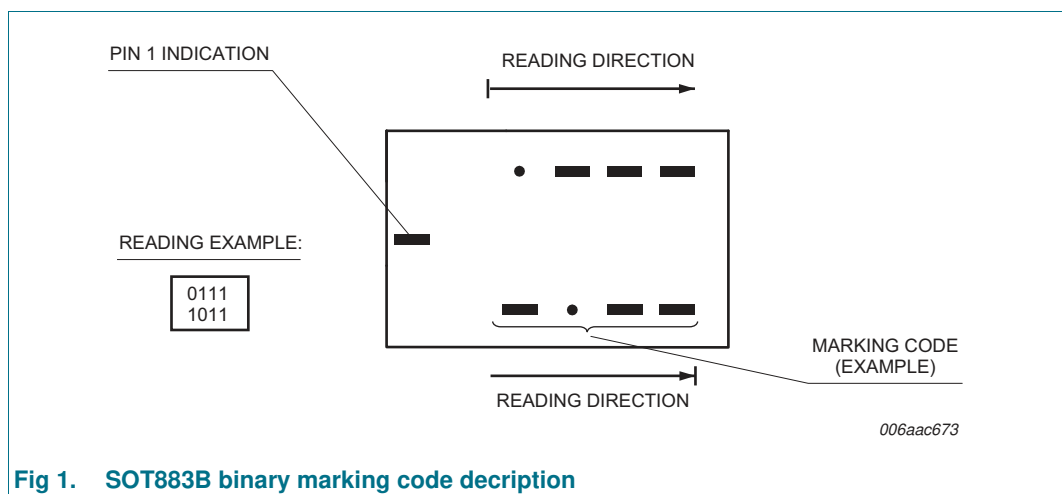 PIN 1 INDICATION
READING DIRECTION
READING EXAMPLE:
0111
1011
MARKING CODE
(EXAMPLE)
READING DIRECTION
006aac673
Fig 1. SOT883B binary marking code decription